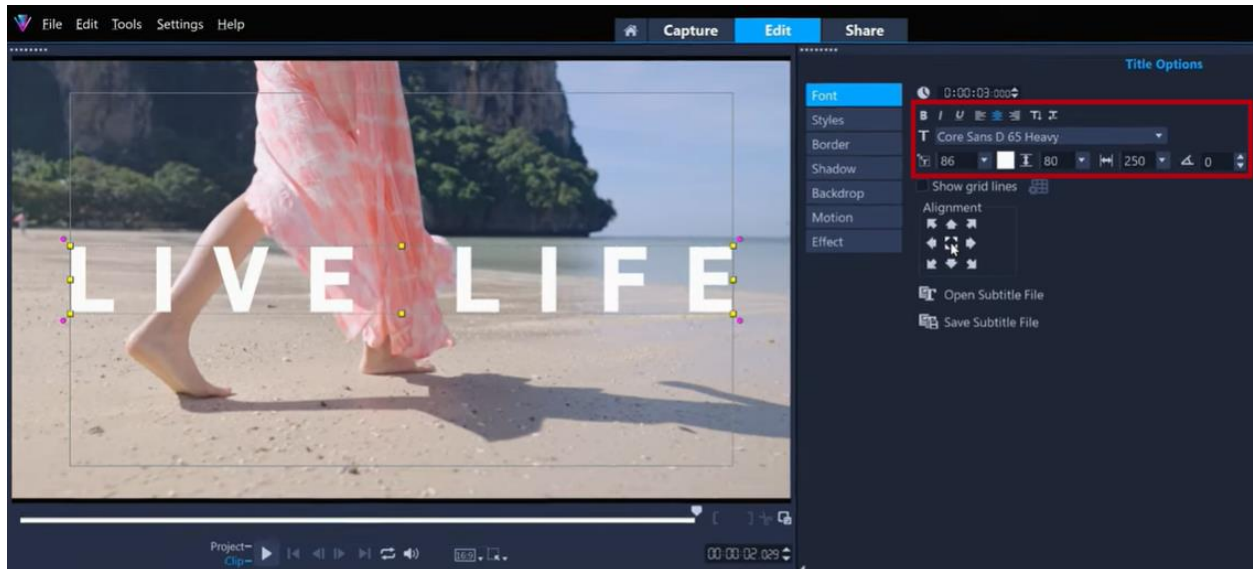 File Edit Tools Settings Help
Capture Edit Share
Title Options
Font
0:00:03:000
Styles
B I U
Border
T Core Sans D 65 Heavy
Shadow
86 80 250 0
Backdrop
Show grid lines
Motion
Alignment
Effect
LIVE LIFE
Open Subtitle File
Save Subtitle File
[ ]
Project
Clip
16:9
00:00:02.029